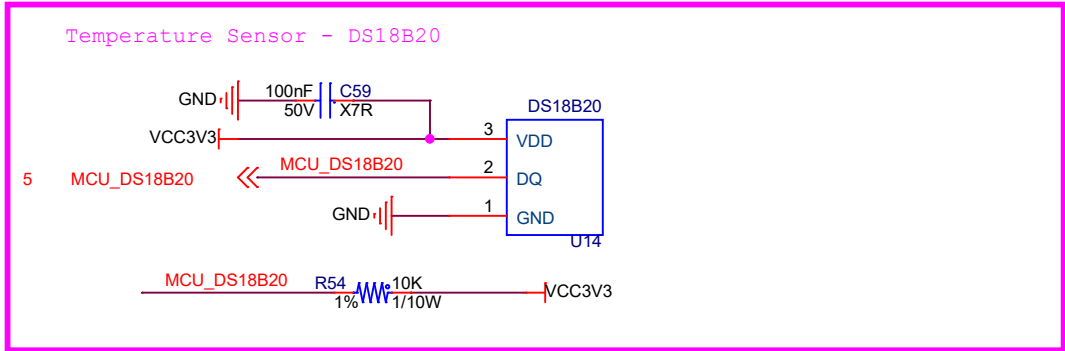 Temperature Sensor - DS18B20
100nF C59
GND
50V X7R
DS18B20
VCC3V3
3 VDD
5 MCU_DS18B20
MCU_DS18B20
2 DQ
GND
1 GND
U14
MCU_DS18B20
R54 10K
1% 1/10W
VCC3V3